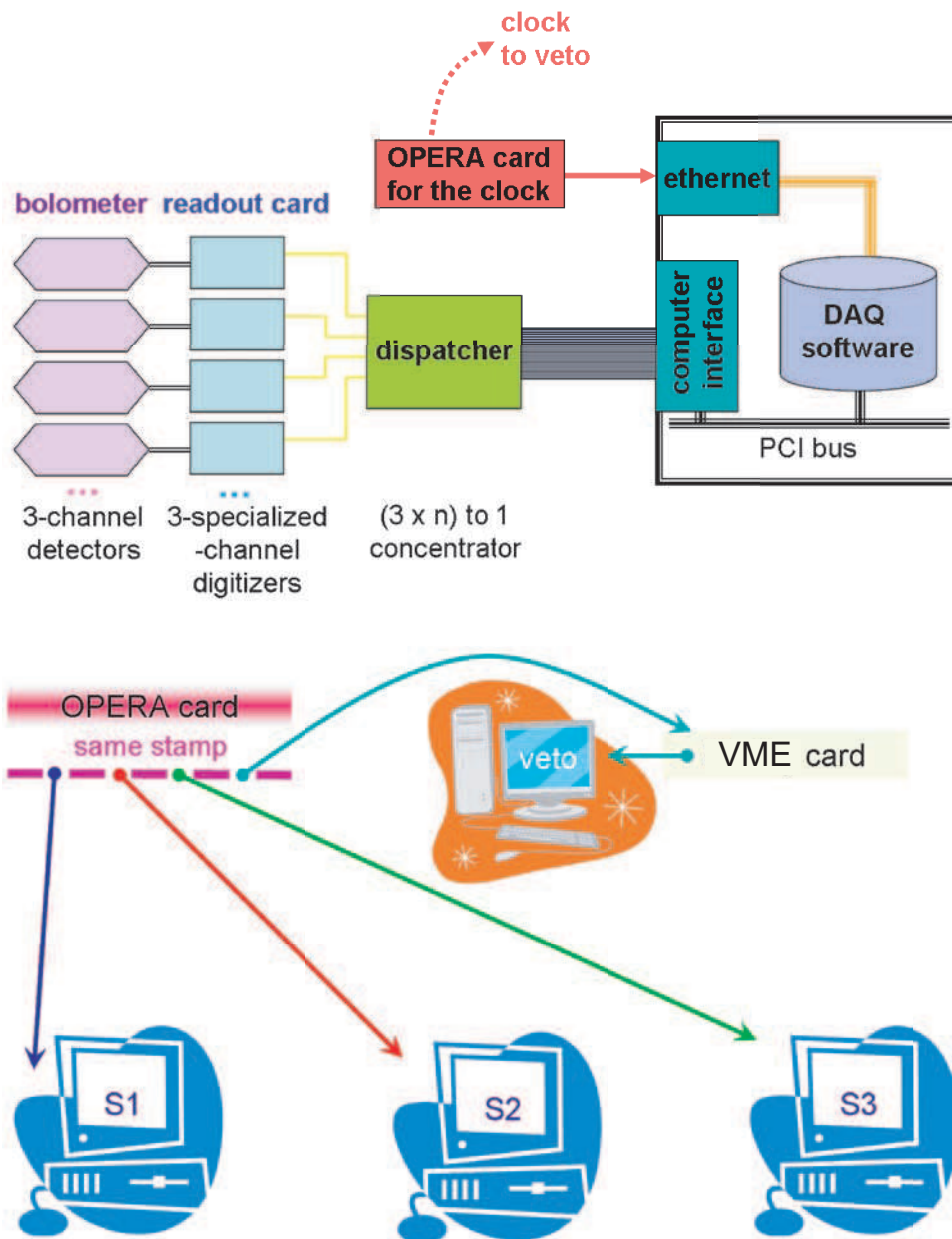 clock
to veto
OPERA card
for the clock
ethernet
bolometer readout card
computer
interface
DAQ
software
dispatcher
PCI bus
3-channel
detectors
3-specialized
-channel
digitizers
(3 x n) to 1
concentrator
OPERA card
same stamp
veto
VME card
S1
S2
S3